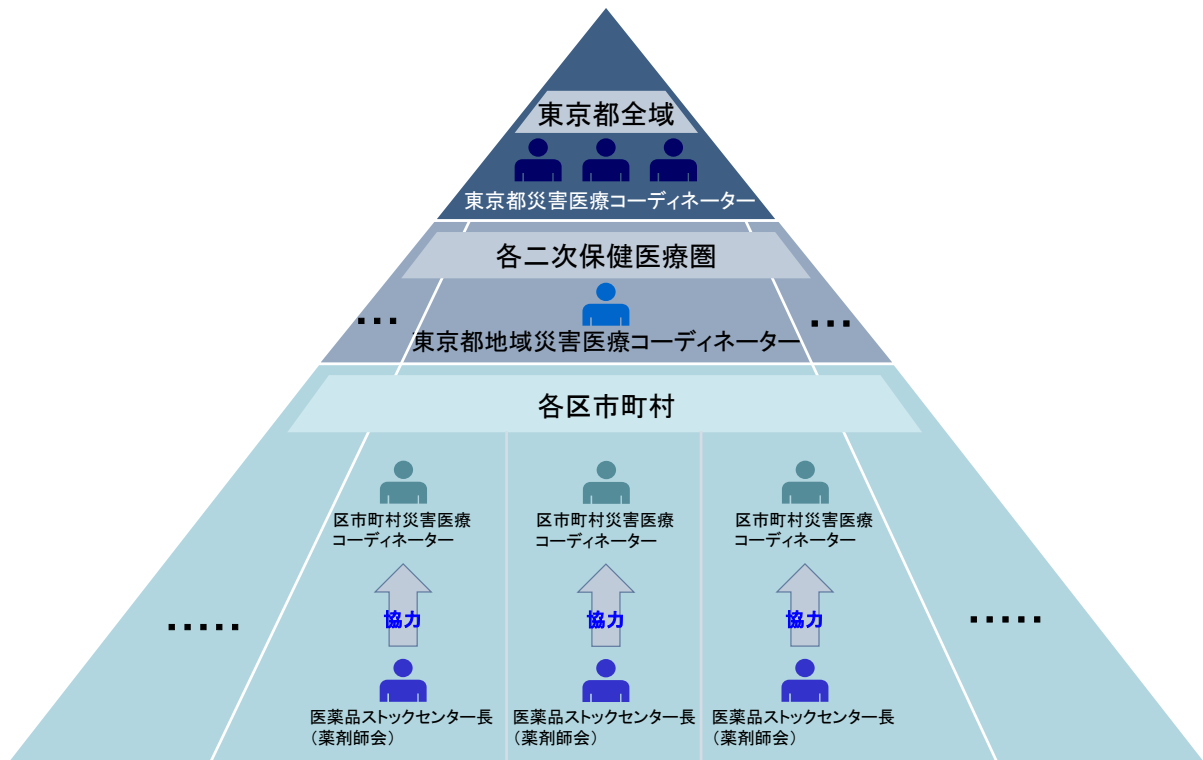 東京都全域
東京都災害医療コーディネーター
各二次保健医療圏
…
東京都地域災害医療コーディネーター
…
各区市町村
区市町村災害医療
コーディネーター
区市町村災害医療
コーディネーター
区市町村災害医療
コーディネーター
協力
協力
協力
.....
.....
医薬品ストックセンター長
（薬剤師会）
医薬品ストックセンター長
（薬剤師会）
医薬品ストックセンター長
（薬剤師会）